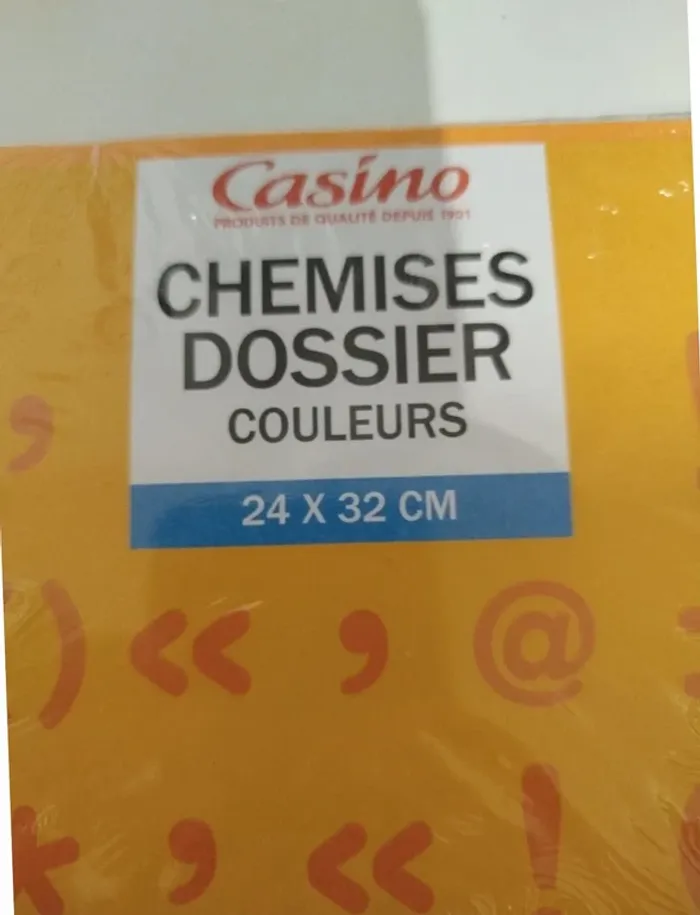 Casino
PRODUITS DE QUALITÉ DEPUIS 1901
CHEMISES
DOSSIER
COULEURS
24 X 32 CM
,
) « , @
* , « !